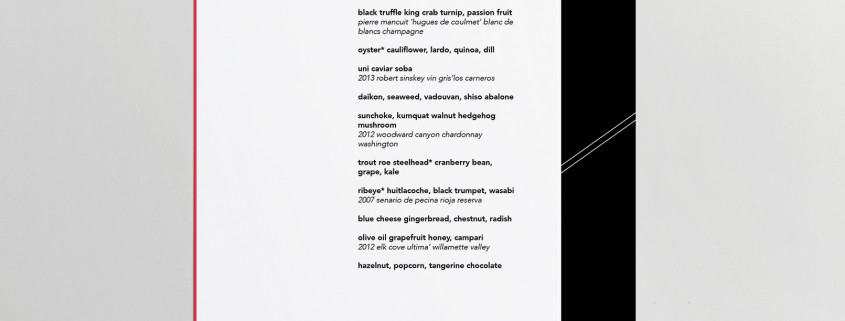 black truffle king crab turnip, passion fruit
pierre mancuit 'hugues de coulmet' blanc de
blancs champagne
oyster* cauliflower, lardo, quinoa, dill
uni caviar soba
2013 robert sinskey vin gris'los carneros
daikon, seaweed, vadouvan, shiso abalone
sunchoke, kumquat walnut hedgehog
mushroom
2012 woodward canyon chardonnay
washington
trout roe steelhead* cranberry bean,
grape, kale
ribeye* huitlacoche, black trumpet, wasabi
2007 senario de pecina rioja reserva
blue cheese gingerbread, chestnut, radish
olive oil grapefruit honey, campari
2012 elk cove ultima' willamette valley
hazelnut, popcorn, tangerine chocolate